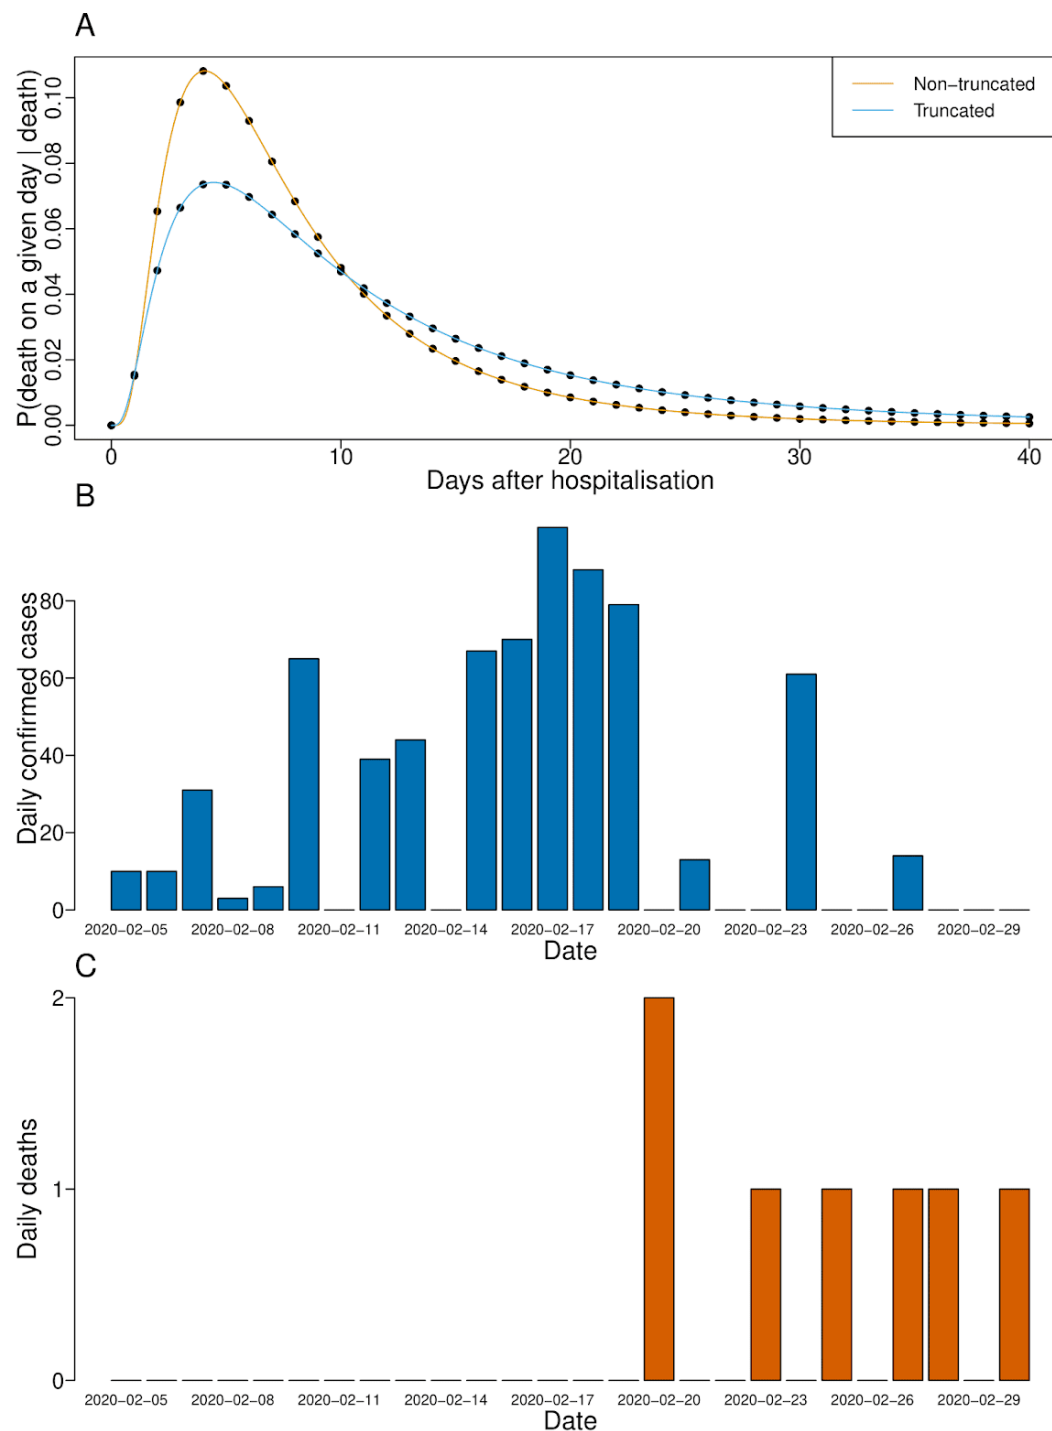 A
P(death on a given day | death)
0.00 0.02 0.04 0.06 0.08 0.10
Non−truncated
Truncated
0 10 20 30 40
Days after hospitalisation
B
Daily confirmed cases
0 20 40 60 80
2020−02−05 2020−02−08 2020−02−11 2020−02−14 2020−02−17 2020−02−20 2020−02−23 2020−02−26 2020−02−29
Date
C
Daily deaths
0 1 2
2020−02−05 2020−02−08 2020−02−11 2020−02−14 2020−02−17 2020−02−20 2020−02−23 2020−02−26 2020−02−29
Date